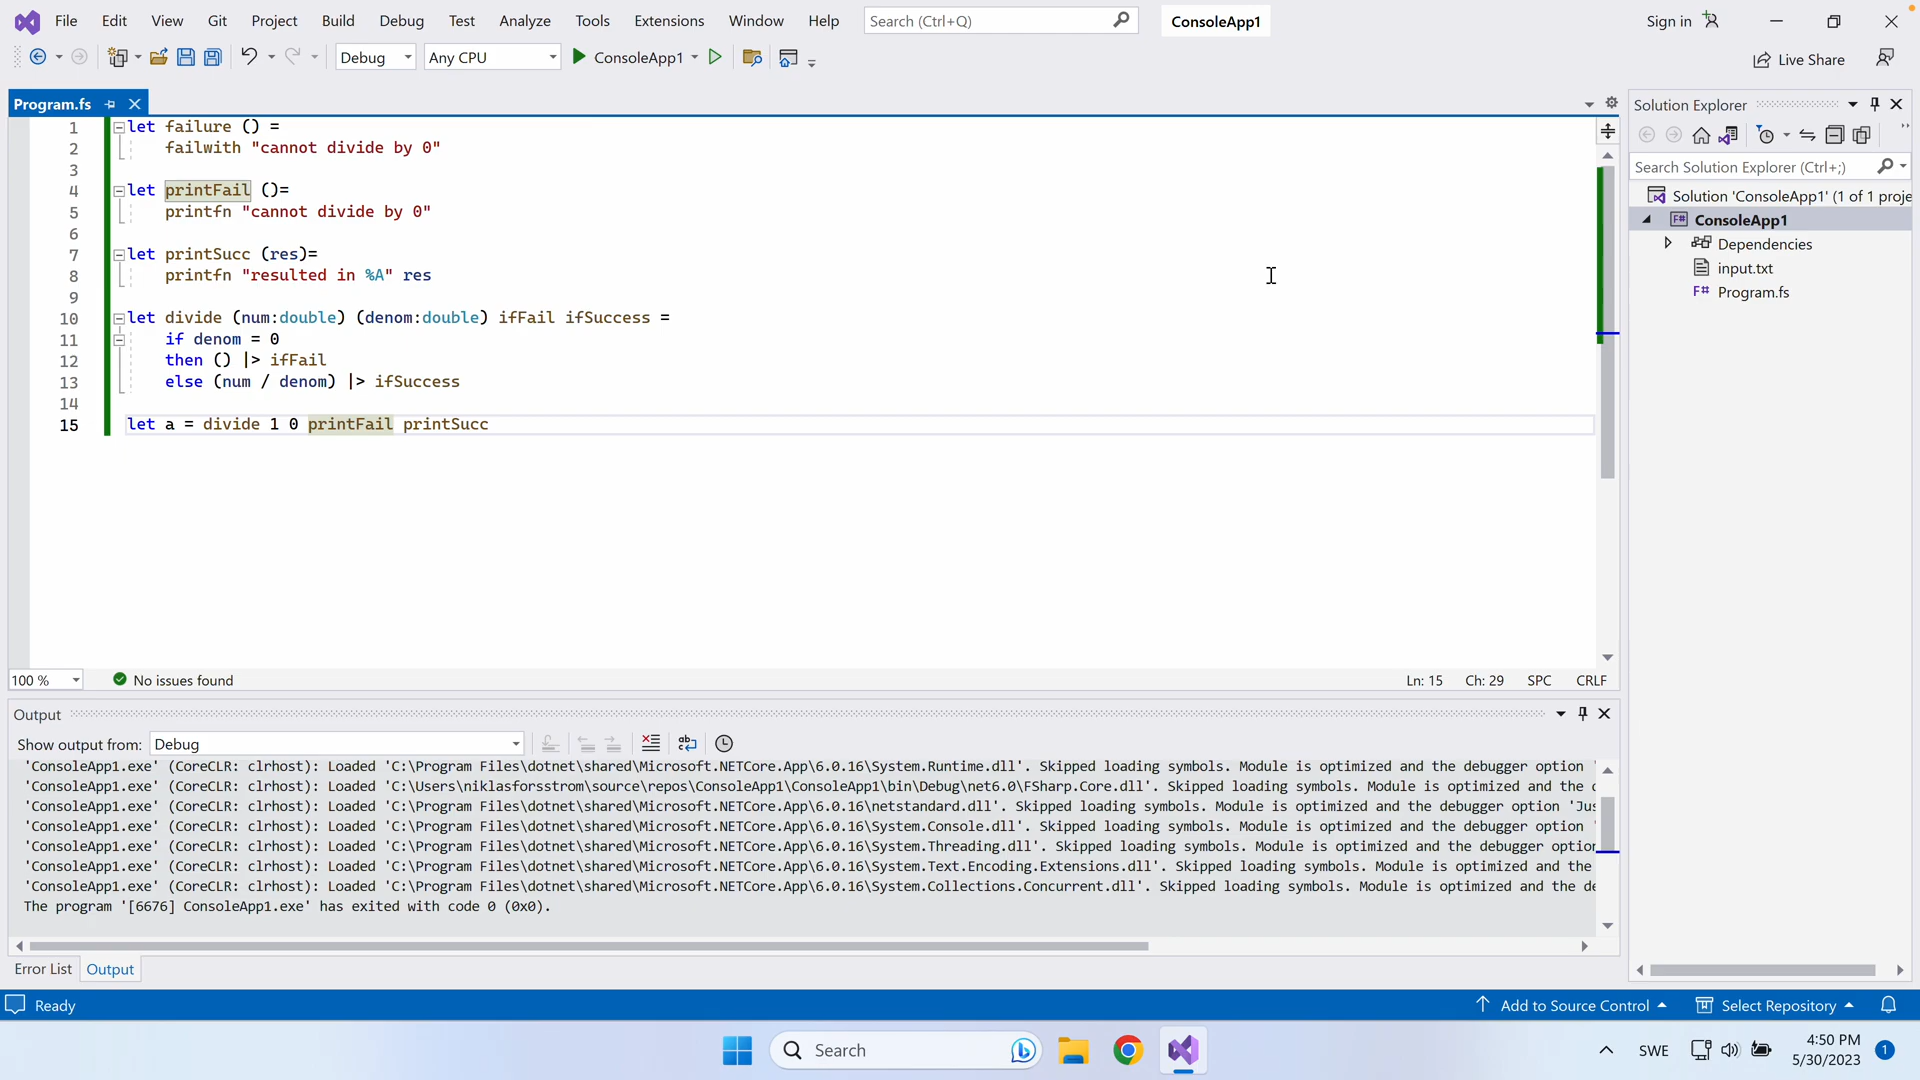 File Edit View Git Project Build Debug Test Analyze Tools Extensions Window Help Search (Ctrl+Q) ConsoleApp1 Sign in
Debug Any CPU ConsoleApp1 Live Share
Program.fs
Solution Explorer
Search Solution Explorer (Ctrl+;)
Solution 'ConsoleApp1' (1 of 1 proje
ConsoleApp1
Dependencies
input.txt
F# Program.fs
1 let failure () =
2 failwith "cannot divide by 0"
3
4 let printFail ()=
5 printfn "cannot divide by 0"
6
7 let printSucc (res)=
8 printfn "resulted in %A" res
9
10 let divide (num:double) (denom:double) ifFail ifSuccess =
11 if denom = 0
12 then () |> ifFail
13 else (num / denom) |> ifSuccess
14
15 let a = divide 1 0 printFail printSucc
100 % No issues found Ln: 15 Ch: 29 SPC CRLF
Output
Show output from: Debug
'ConsoleApp1.exe' (CoreCLR: clrhost): Loaded 'C:\Program Files\dotnet\shared\Microsoft.NETCore.App\6.0.16\System.Runtime.dll'. Skipped loading symbols. Module is optimized and the debugger option '
'ConsoleApp1.exe' (CoreCLR: clrhost): Loaded 'C:\Users\niklasforsstrom\source\repos\ConsoleApp1\ConsoleApp1\bin\Debug\net6.0\FSharp.Core.dll'. Skipped loading symbols. Module is optimized and the d
'ConsoleApp1.exe' (CoreCLR: clrhost): Loaded 'C:\Program Files\dotnet\shared\Microsoft.NETCore.App\6.0.16\netstandard.dll'. Skipped loading symbols. Module is optimized and the debugger option 'Jus
'ConsoleApp1.exe' (CoreCLR: clrhost): Loaded 'C:\Program Files\dotnet\shared\Microsoft.NETCore.App\6.0.16\System.Console.dll'. Skipped loading symbols. Module is optimized and the debugger option '
'ConsoleApp1.exe' (CoreCLR: clrhost): Loaded 'C:\Program Files\dotnet\shared\Microsoft.NETCore.App\6.0.16\System.Threading.dll'. Skipped loading symbols. Module is optimized and the debugger option
'ConsoleApp1.exe' (CoreCLR: clrhost): Loaded 'C:\Program Files\dotnet\shared\Microsoft.NETCore.App\6.0.16\System.Text.Encoding.Extensions.dll'. Skipped loading symbols. Module is optimized and the
'ConsoleApp1.exe' (CoreCLR: clrhost): Loaded 'C:\Program Files\dotnet\shared\Microsoft.NETCore.App\6.0.16\System.Collections.Concurrent.dll'. Skipped loading symbols. Module is optimized and the de
The program '[6676] ConsoleApp1.exe' has exited with code 0 (0x0).
Error List Output
Ready Add to Source Control Select Repository
Search SWE 4:50 PM 1
5/30/2023